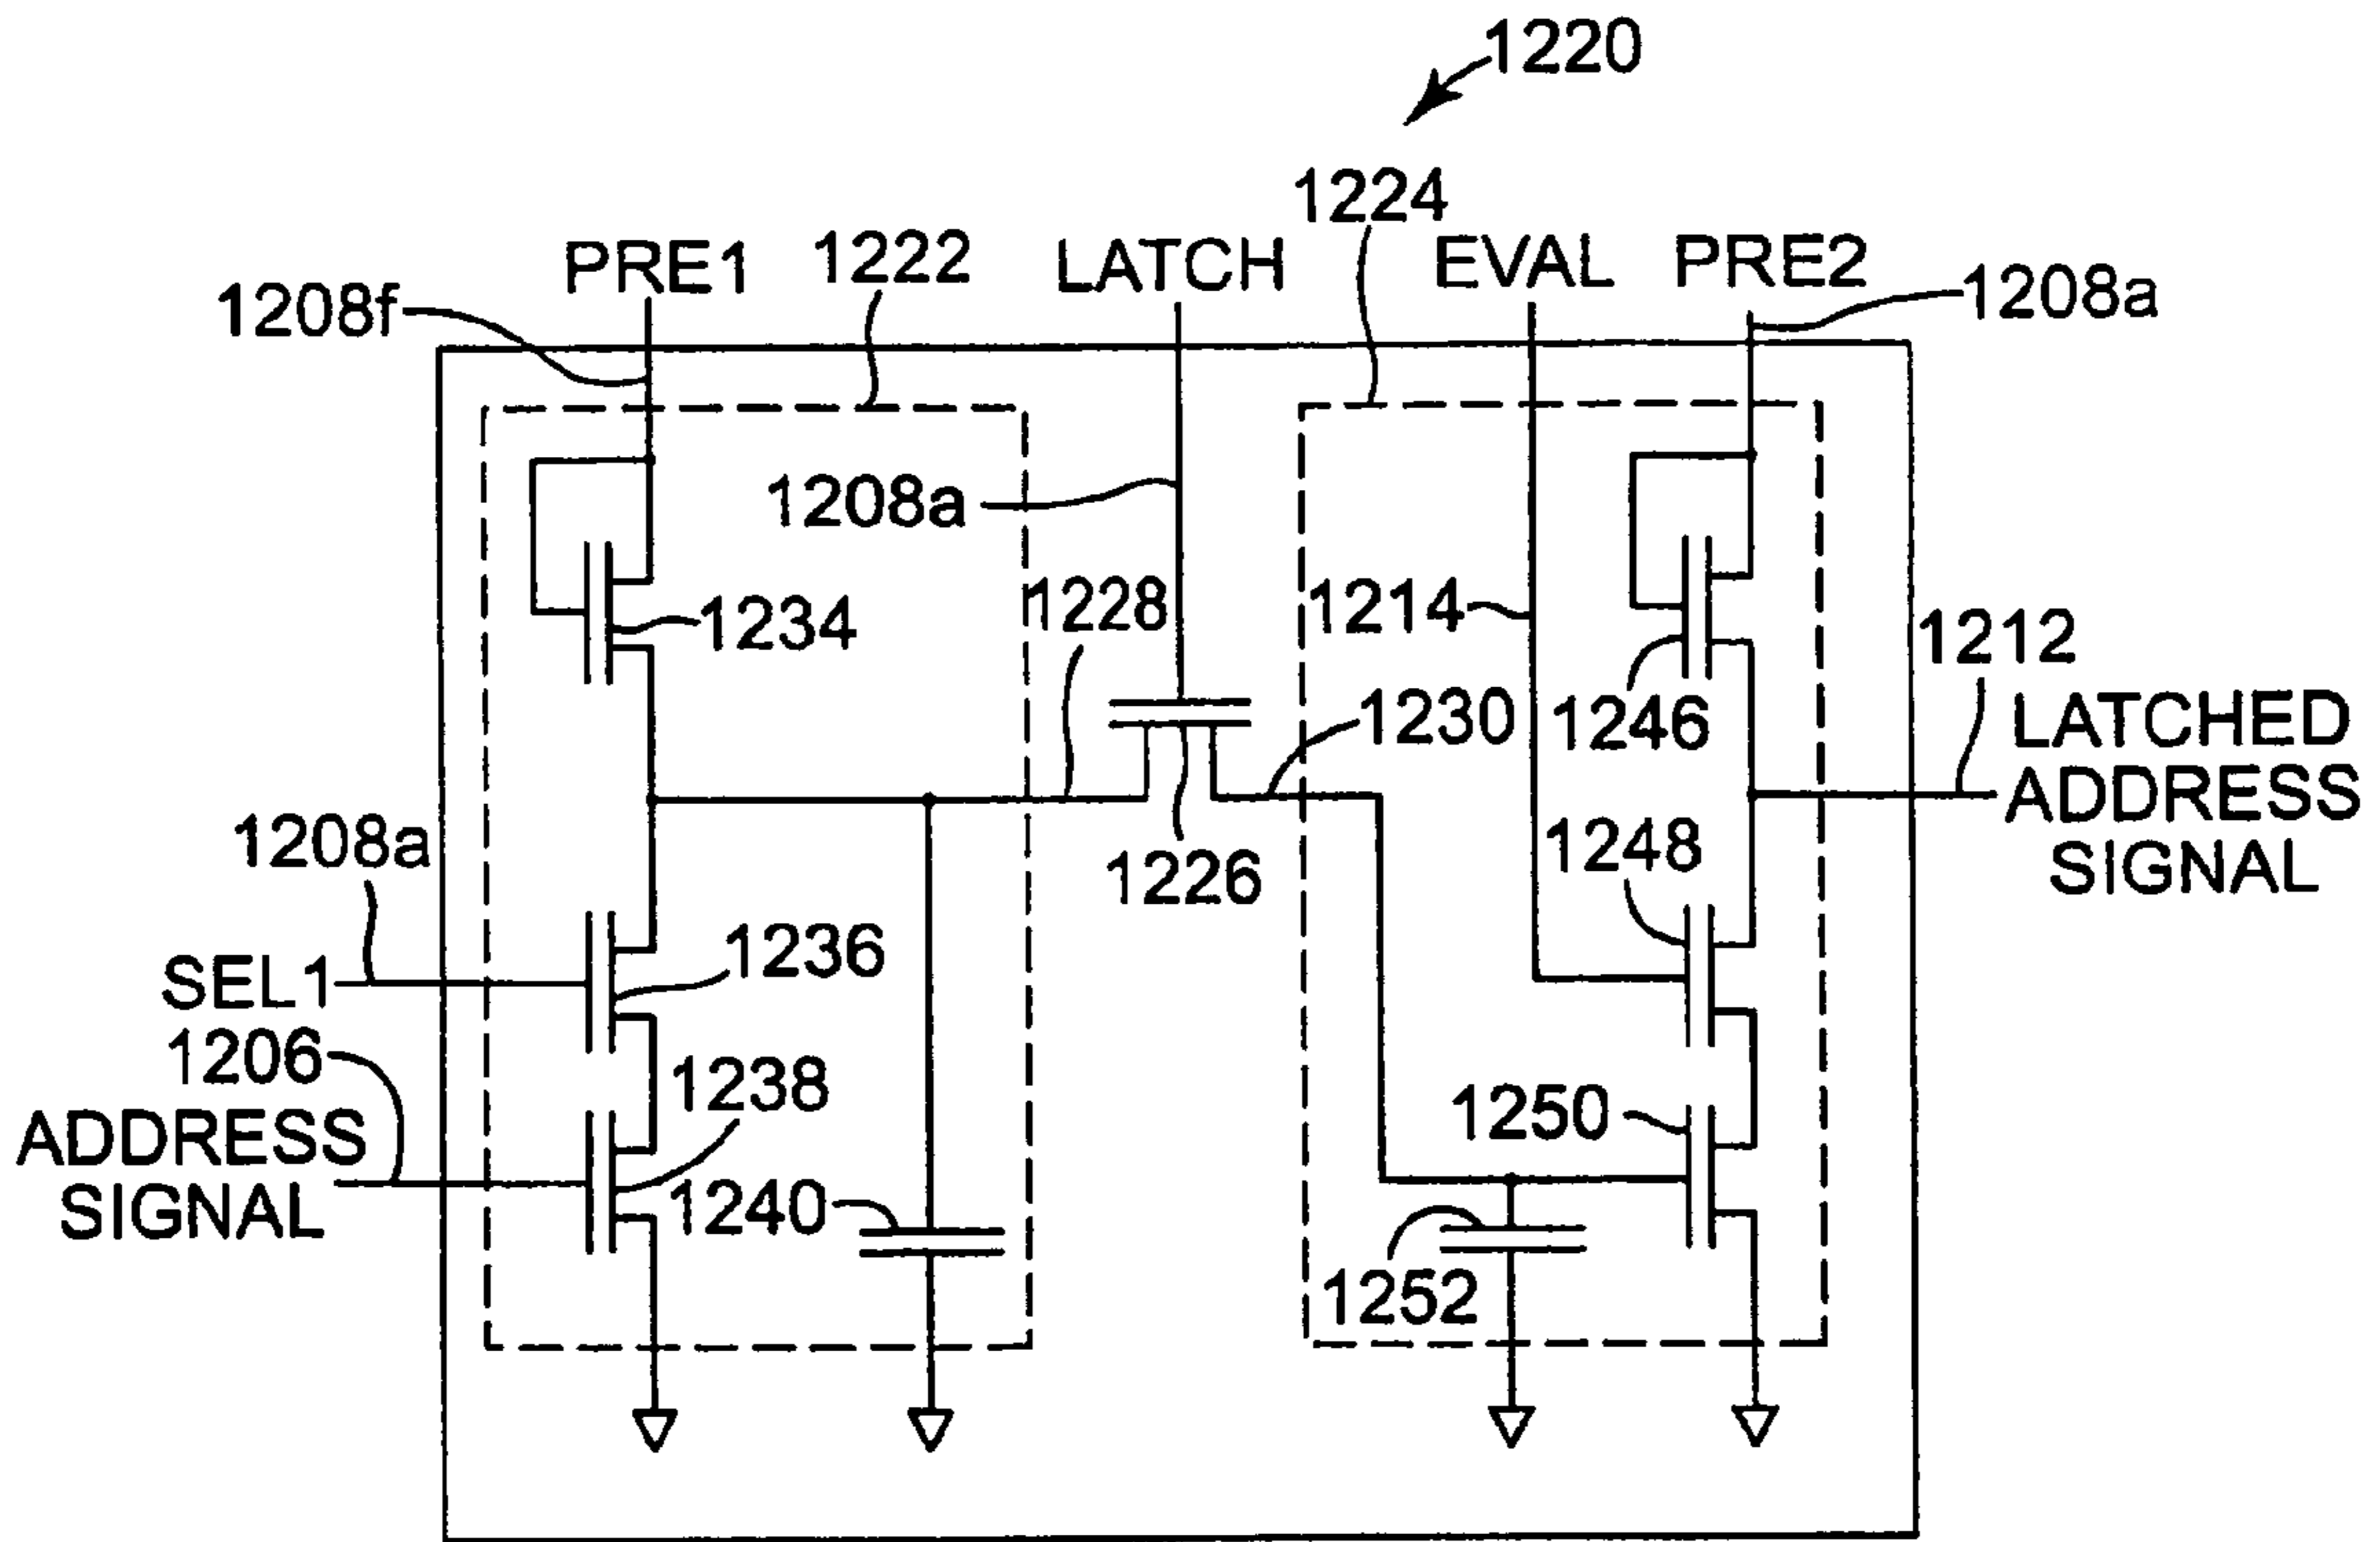 1220
1224
1222
PRE1
LATCH
EVAL
PRE2
1208f
1208a
1208a
1234
1228
1214
1212
1246
1230
LATCHED
ADDRESS
SIGNAL
1208a
1226
1248
SEL1
1236
1206
ADDRESS
SIGNAL
1238
1250
1240
1252